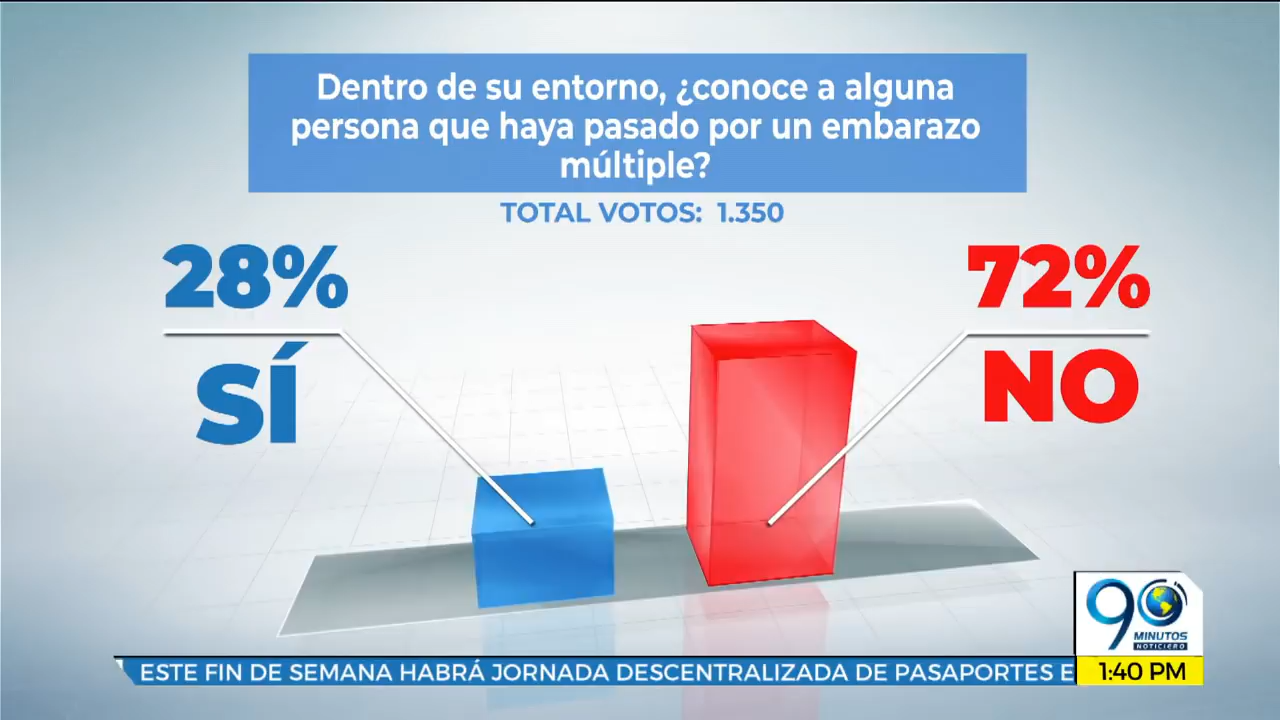 Dentro de su entorno, ¿conoce a alguna
persona que haya pasado por un embarazo
múltiple?
TOTAL VOTOS: 1.350
28%
SÍ
72%
NO
90
MINUTOS
NOTICIERO
ESTE FIN DE SEMANA HABRÁ JORNADA DESCENTRALIZADA DE PASAPORTES E
1:40 PM